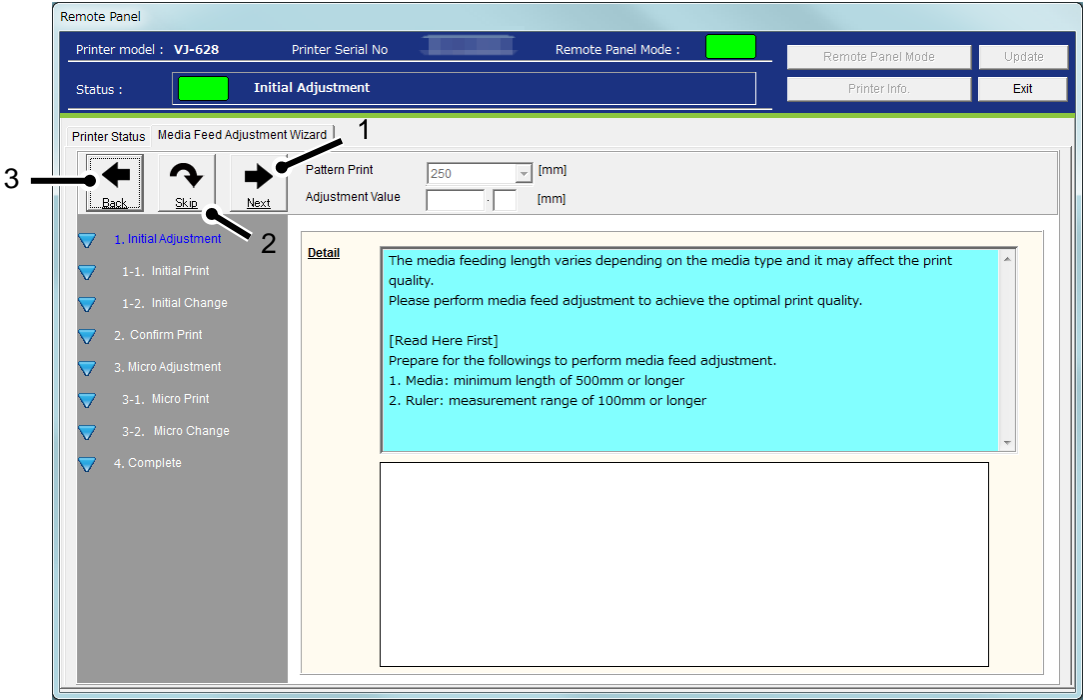 Remote Panel
Printer model : VJ-628 Printer Serial No Remote Panel Mode :
Remote Panel Mode Update
Status : Initial Adjustment
Printer Info. Exit
Printer Status Media Feed Adjustment Wizard
1
3
2
Back Skip Next
Pattern Print 250 [mm]
Adjustment Value . [mm]
1. Initial Adjustment
1-1. Initial Print
1-2. Initial Change
2. Confirm Print
3. Micro Adjustment
3-1. Micro Print
3-2. Micro Change
4. Complete
Detail
The media feeding length varies depending on the media type and it may affect the print
quality.
Please perform media feed adjustment to achieve the optimal print quality.
[Read Here First]
Prepare for the followings to perform media feed adjustment.
1. Media: minimum length of 500mm or longer
2. Ruler: measurement range of 100mm or longer